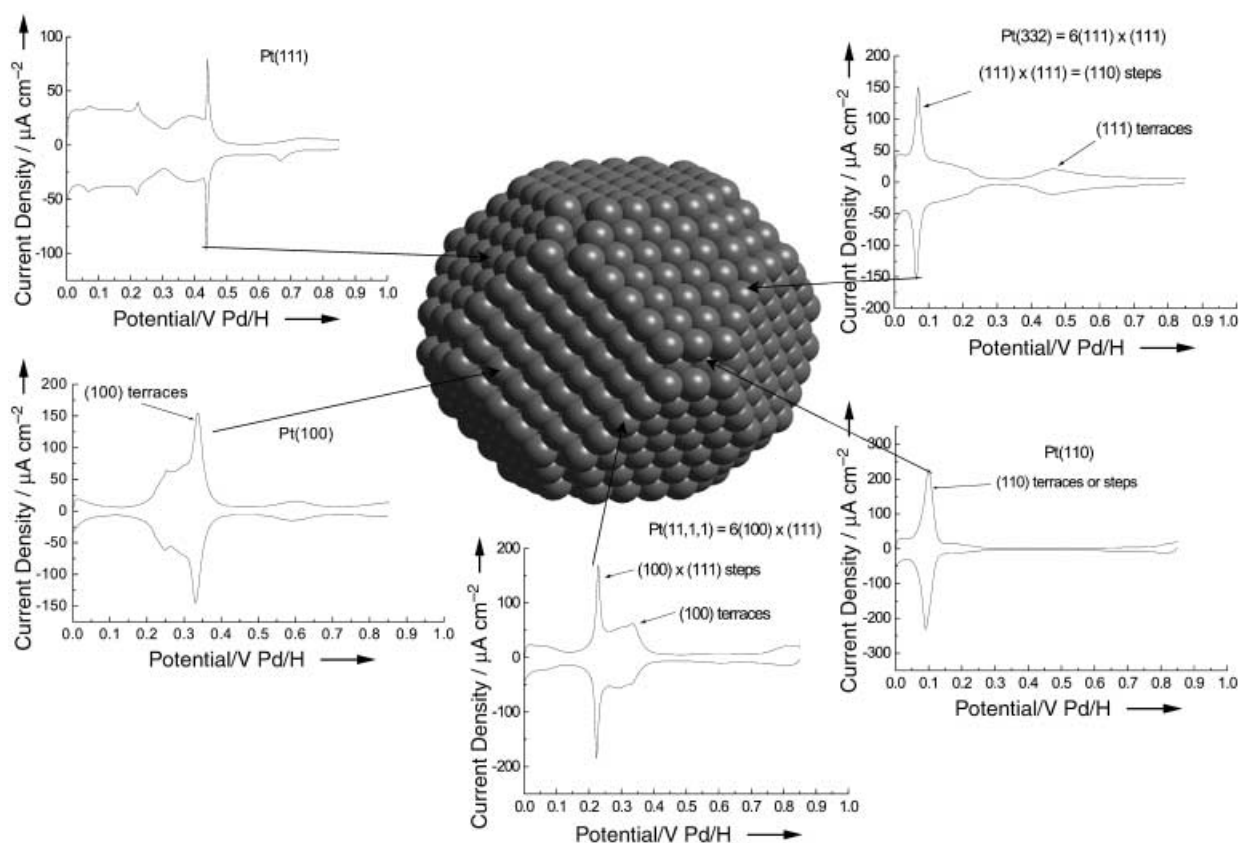 Pt(111)
Current Density / μA cm−2
100
50
0
−50
−100
0.0 0.1 0.2 0.3 0.4 0.5 0.6 0.7 0.8 0.9 1.0
Potential/V Pd/H
Pt(332) = 6(111) x (111)
(111) x (111) = (110) steps
(111) terraces
Current Density / μA cm−2
200
150
100
50
0
−50
−100
−150
−200
0.0 0.1 0.2 0.3 0.4 0.5 0.6 0.7 0.8 0.9 1.0
Potential/V Pd/H
(100) terraces
Pt(100)
Current Density / μA cm−2
200
150
100
50
0
−50
−100
−150
0.0 0.1 0.2 0.3 0.4 0.5 0.6 0.7 0.8 0.9 1.0
Potential/V Pd/H
Pt(110)
(110) terraces or steps
Current Density / μA cm−2
300
200
100
0
−100
−200
−300
0.0 0.1 0.2 0.3 0.4 0.5 0.6 0.7 0.8 0.9 1.0
Potential/V Pd/H
Pt(11,1,1) = 6(100) x (111)
(100) x (111) steps
(100) terraces
Current Density / μA cm−2
200
100
0
−100
−200
0.0 0.1 0.2 0.3 0.4 0.5 0.6 0.7 0.8 0.9 1.0
Potential/V Pd/H